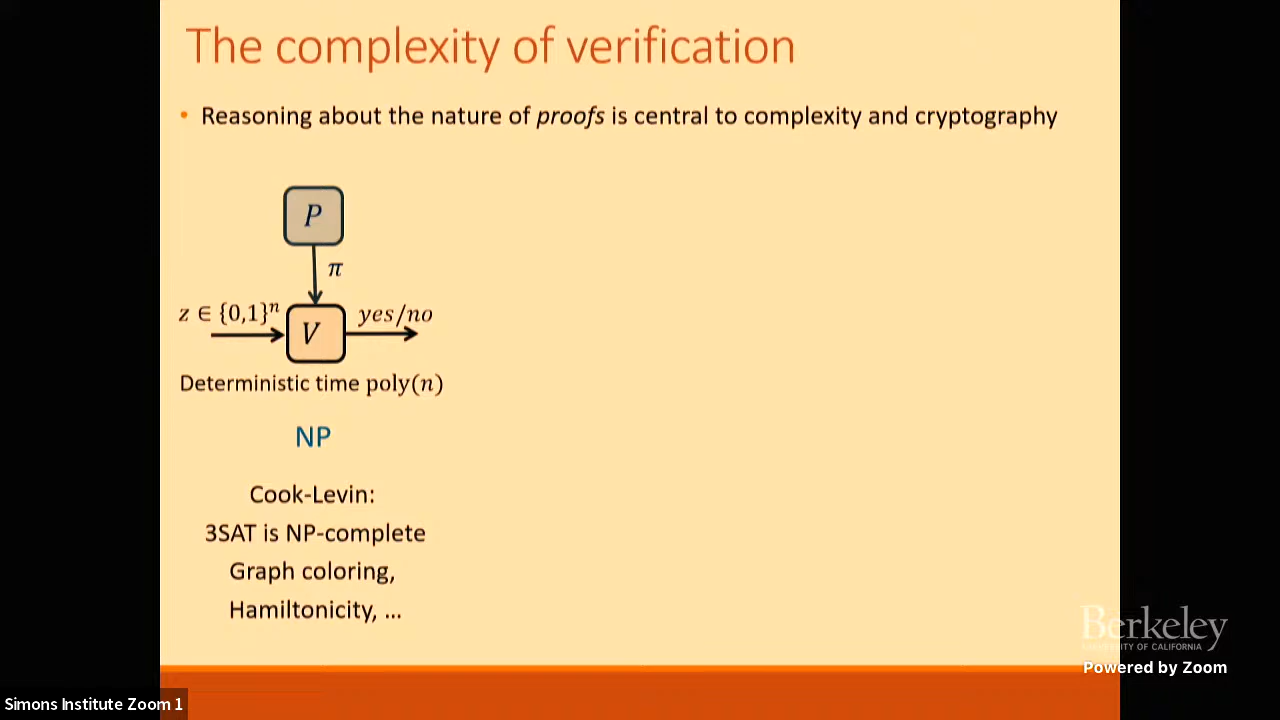 The complexity of verification
• Reasoning about the nature of proofs is central to complexity and cryptography
P
π
z ∈ {0,1}ⁿ
yes/no
V
Deterministic time poly(n)
NP
Cook-Levin:
3SAT is NP-complete
Graph coloring,
Hamiltonicity, ...
Berkeley
UNIVERSITY OF CALIFORNIA
Powered by Zoom
Simons Institute Zoom 1